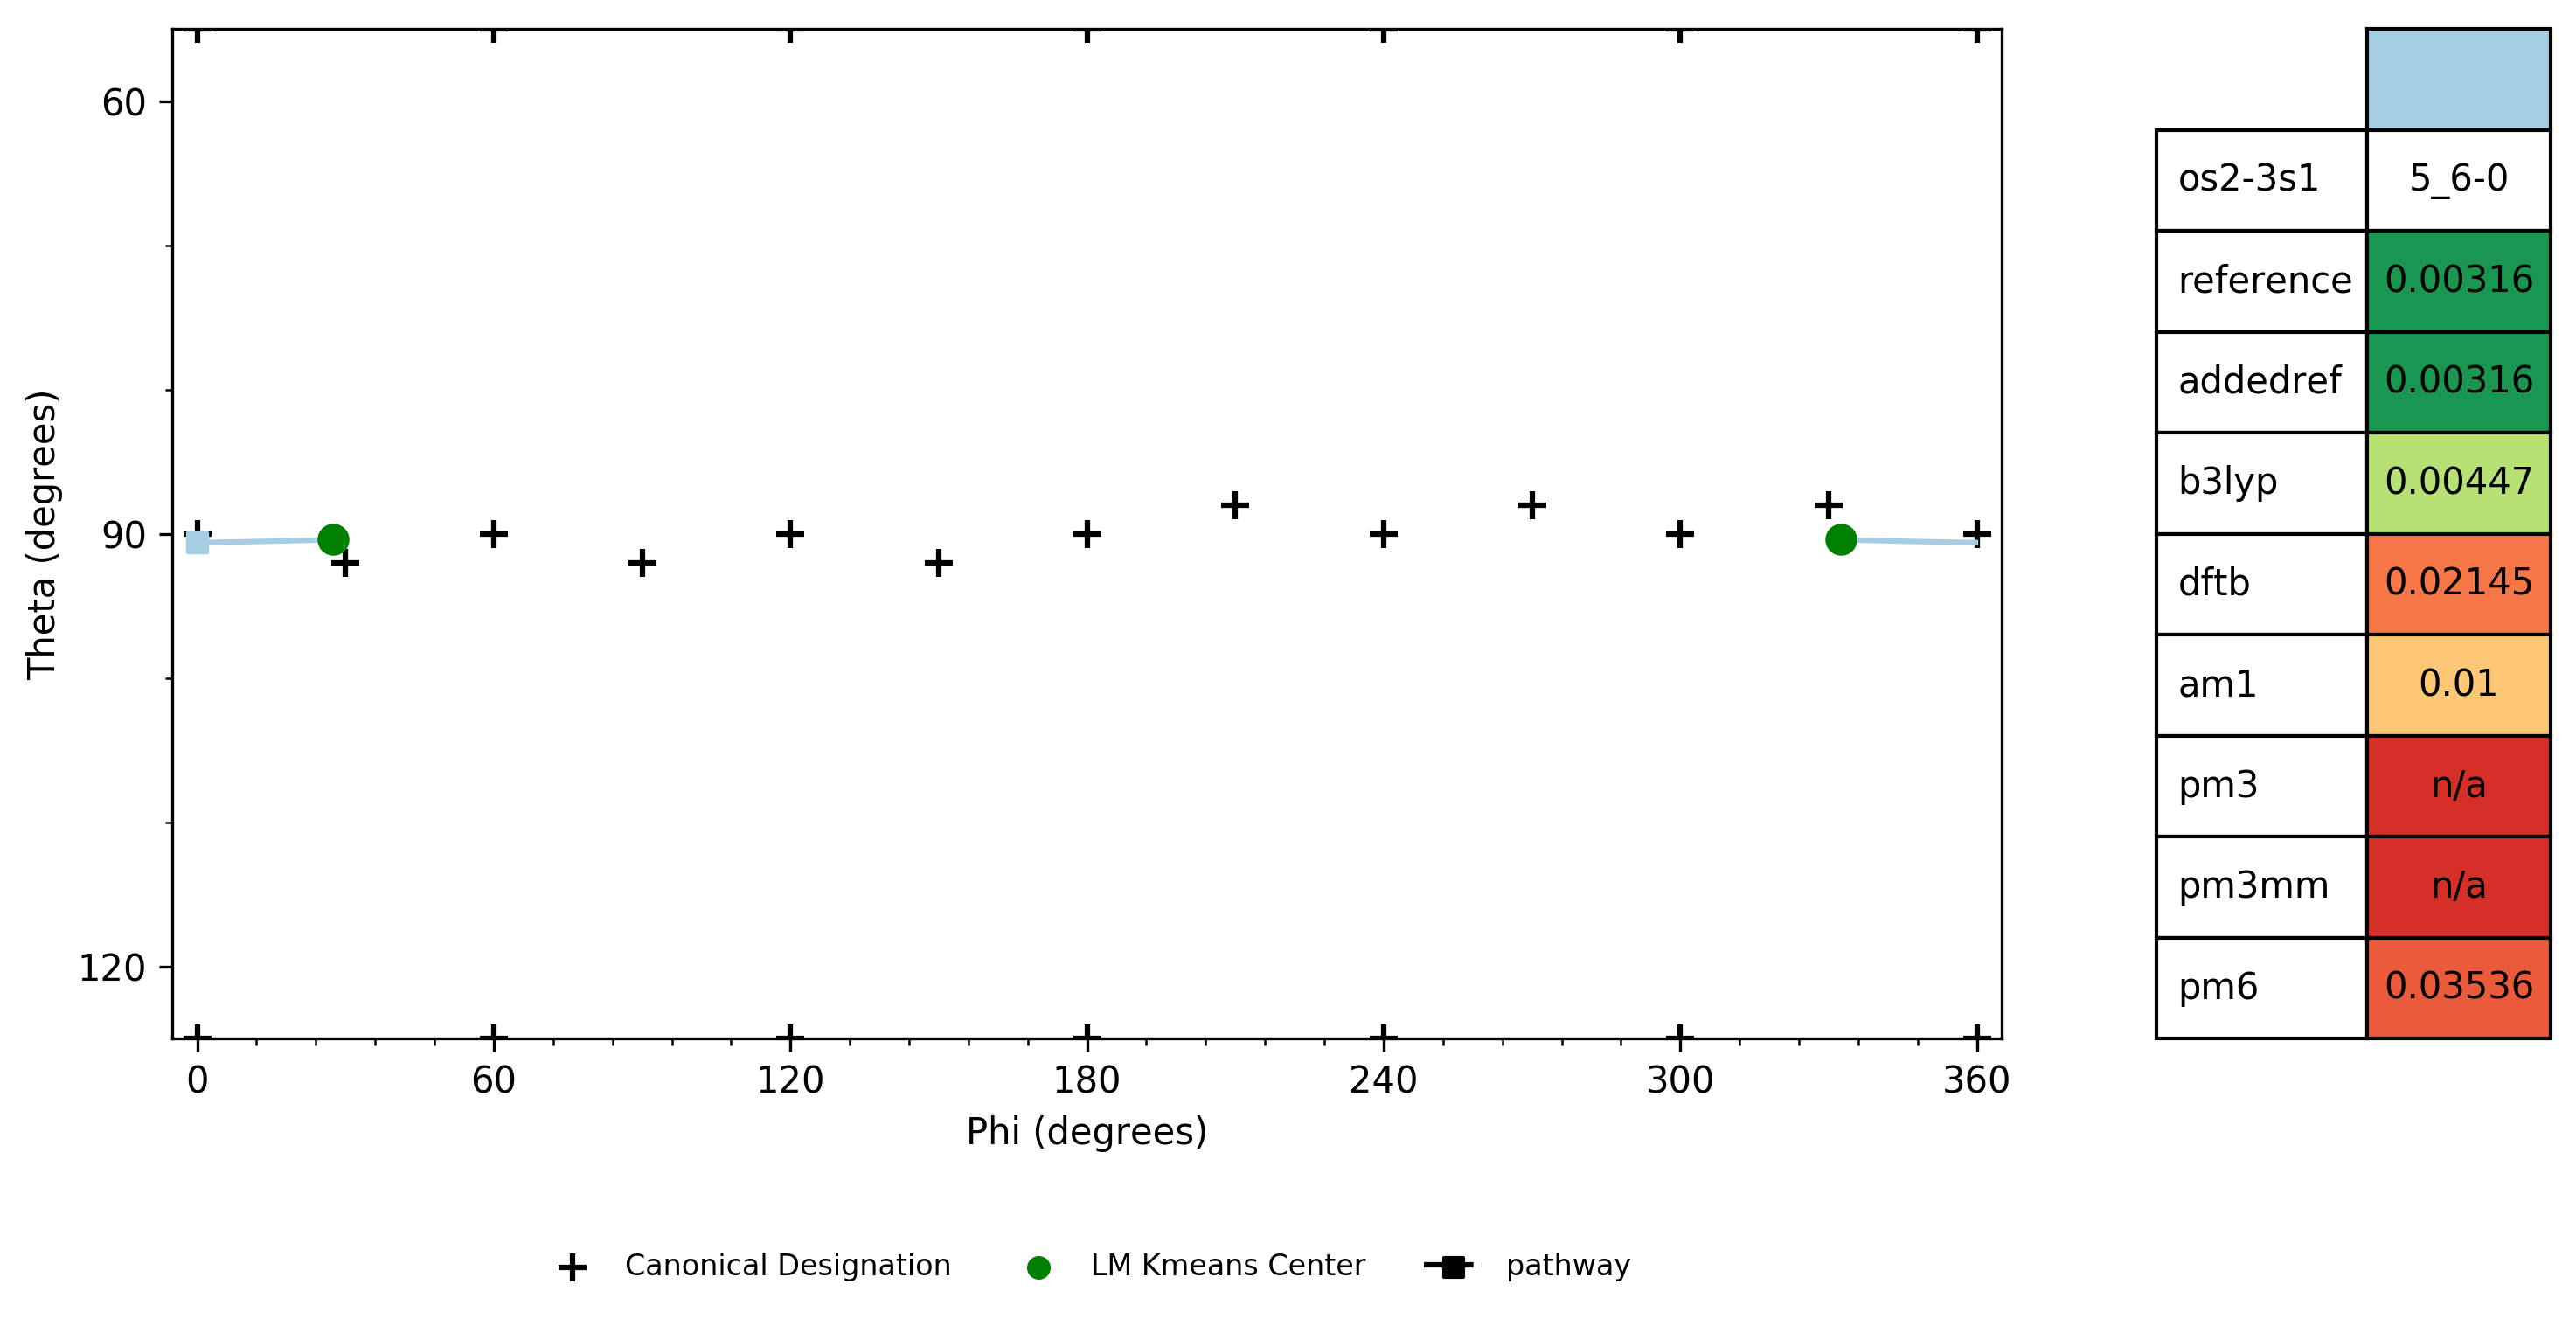 60
90
120
Theta (degrees)
0 60 120 180 240 300 360
Phi (degrees)
Canonical Designation LM Kmeans Center pathway
os2-3s1 5_6-0
reference 0.00316
addedref 0.00316
b3lyp 0.00447
dftb 0.02145
am1 0.01
pm3 n/a
pm3mm n/a
pm6 0.03536